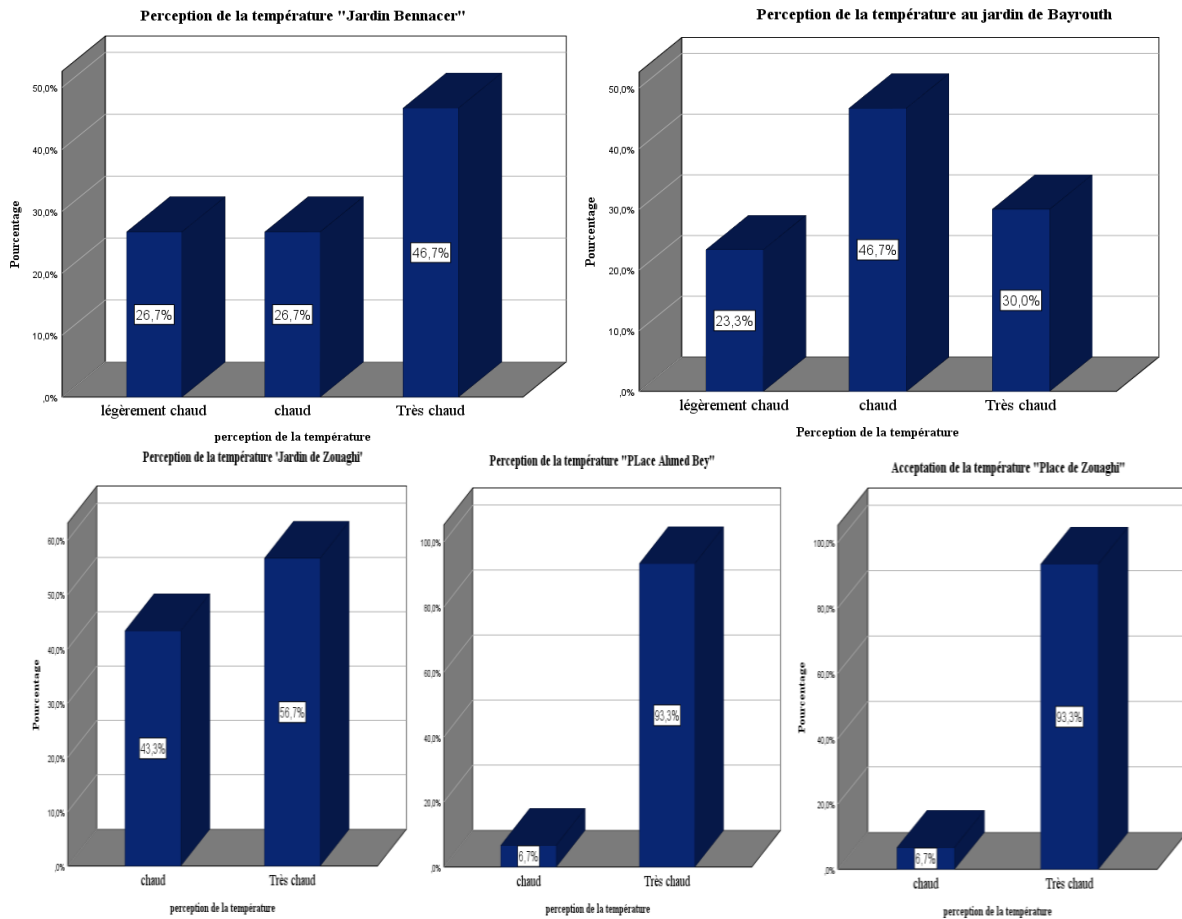 Perception de la température "Jardin Bennacer"
50,0%
40,0%
30,0%
20,0%
10,0%
,0%
Pourcentage
26,7%
26,7%
46,7%
légèrement chaud
chaud
Très chaud
perception de la température
Perception de la température au jardin de Bayrouth
50,0%
40,0%
30,0%
20,0%
10,0%
,0%
Pourcentage
23,3%
46,7%
30,0%
légèrement chaud
chaud
Très chaud
Perception de la température
Perception de la température 'Jardin de Zouaghi'
60,0%
50,0%
40,0%
30,0%
20,0%
10,0%
,0%
Pourcentage
43,3%
56,7%
chaud
Très chaud
perception de la température
Perception de la température "PLace Ahmed Bey"
100,0%
80,0%
60,0%
40,0%
20,0%
,0%
6,7%
93,3%
chaud
Très chaud
perception de la température
Acceptation de la température "Place de Zouaghi"
100,0%
80,0%
60,0%
40,0%
20,0%
,0%
Pourcentage
6,7%
93,3%
chaud
Très chaud
perception de la température